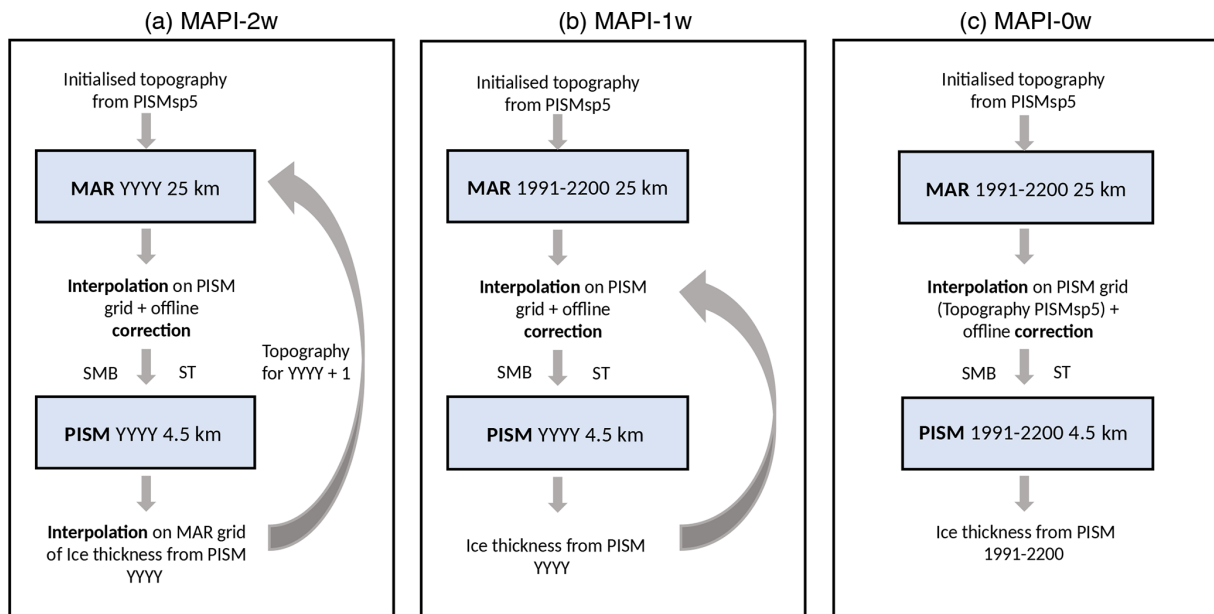 (a) MAPI-2w
Initialised topography
from PISMsp5
MAR YYYY 25 km
Interpolation on PISM
grid + offline
correction
SMB
ST
Topography
for YYYY + 1
PISM YYYY 4.5 km
Interpolation on MAR grid
of Ice thickness from PISM
YYYY
(b) MAPI-1w
Initialised topography
from PISMsp5
MAR 1991-2200 25 km
Interpolation on PISM
grid + offline
correction
SMB
ST
PISM YYYY 4.5 km
Ice thickness from PISM
YYYY
(c) MAPI-0w
Initialised topography
from PISMsp5
MAR 1991-2200 25 km
Interpolation on PISM grid
(Topography PISMsp5) +
offline correction
SMB
ST
PISM 1991-2200 4.5 km
Ice thickness from PISM
1991-2200